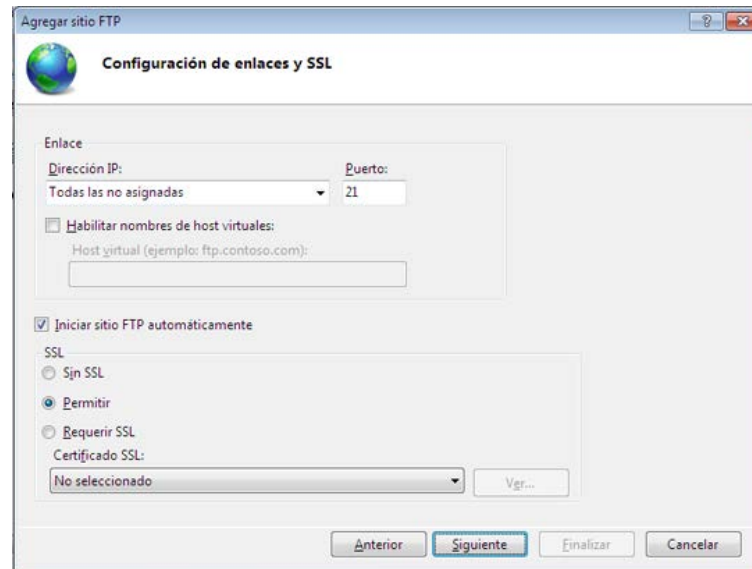 Agregar sitio FTP
Configuración de enlaces y SSL
Enlace
Dirección IP: Puerto:
Todas las no asignadas 21
Habilitar nombres de host virtuales:
Host virtual (ejemplo: ftp.contoso.com):
Iniciar sitio FTP automáticamente
SSL
Sin SSL
Permitir
Requerir SSL
Certificado SSL:
No seleccionado Ver...
Anterior Siguiente Finalizar Cancelar